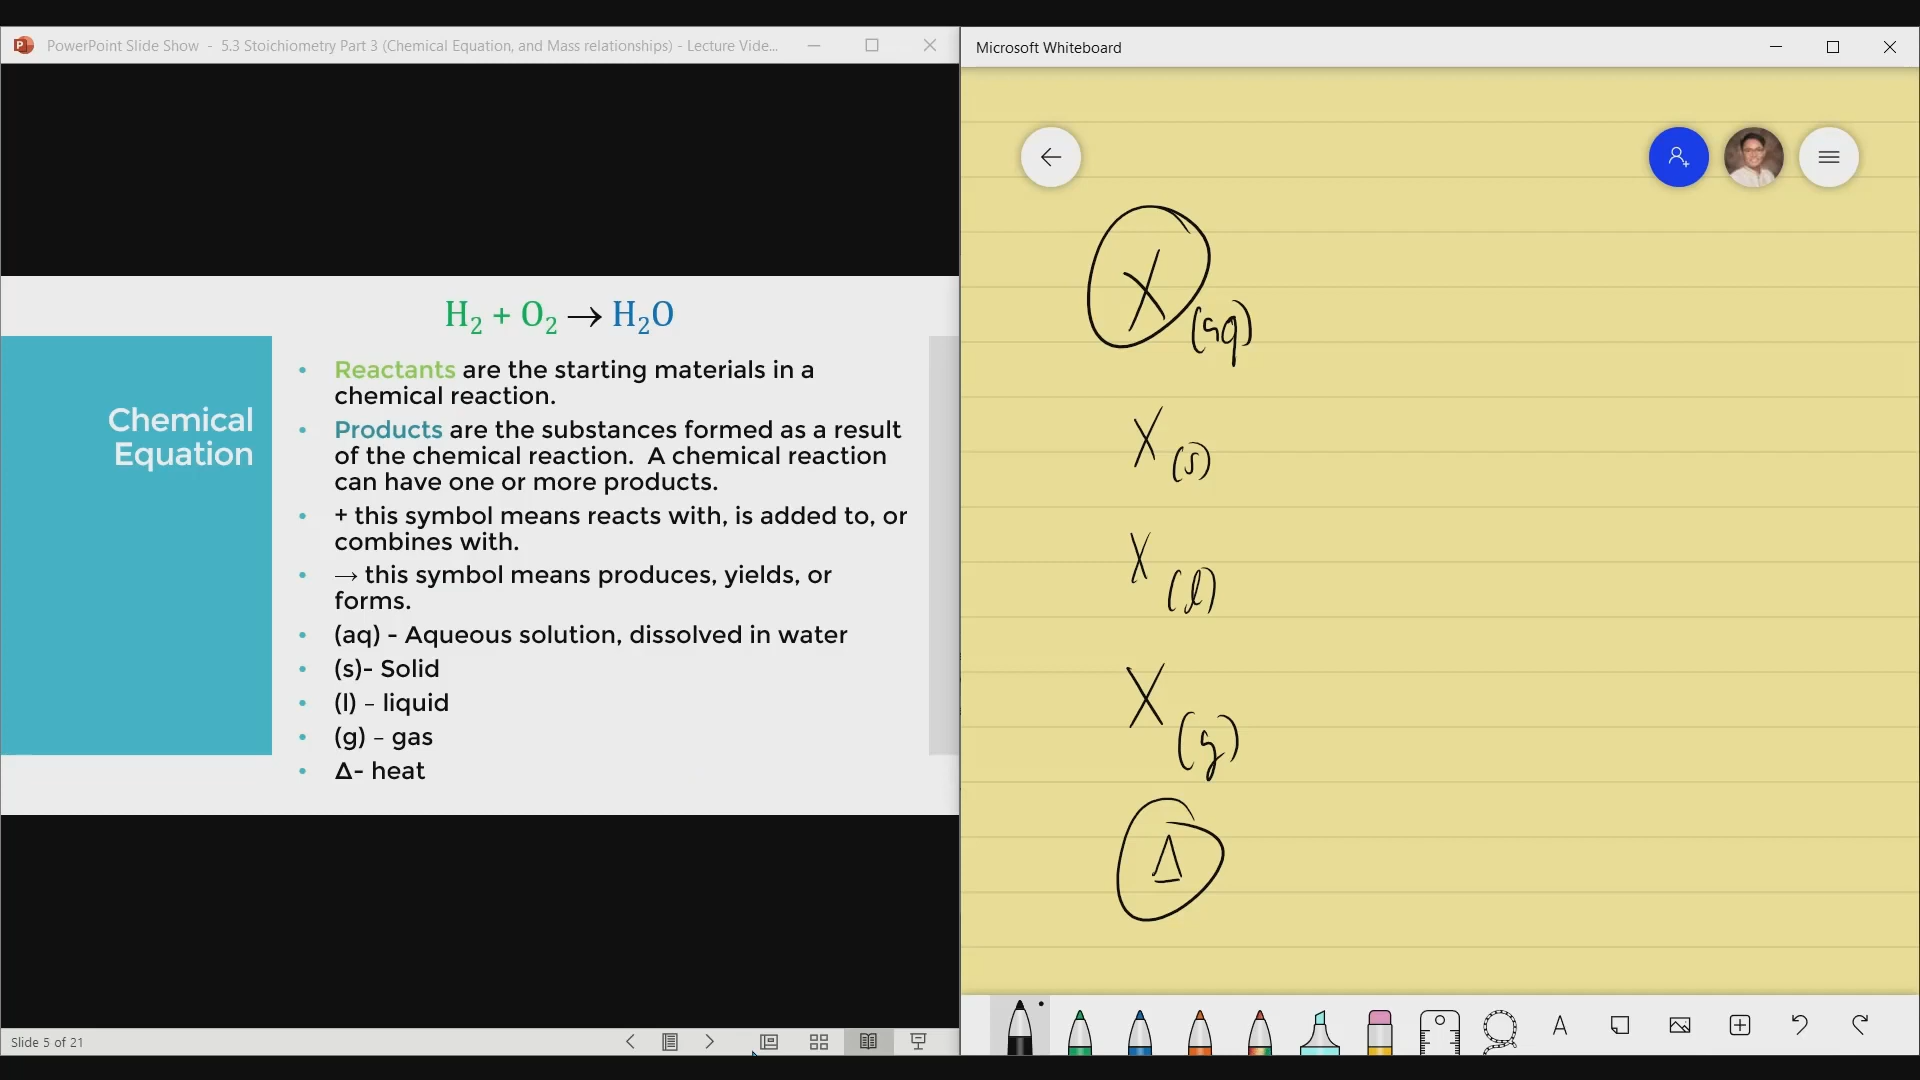 PowerPoint Slide Show - 5.3 Stoichiometry Part 3 (Chemical Equation, and Mass relationships) - Lecture Vide...
H₂ + O₂ → H₂O
Chemical
Equation
• Reactants are the starting materials in a
chemical reaction.
• Products are the substances formed as a result
of the chemical reaction. A chemical reaction
can have one or more products.
• + this symbol means reacts with, is added to, or
combines with.
• → this symbol means produces, yields, or
forms.
• (aq) - Aqueous solution, dissolved in water
• (s)- Solid
• (l) – liquid
• (g) – gas
• Δ- heat
Slide 5 of 21
Microsoft Whiteboard
X (aq)
X (s)
X (l)
X (g)
Δ